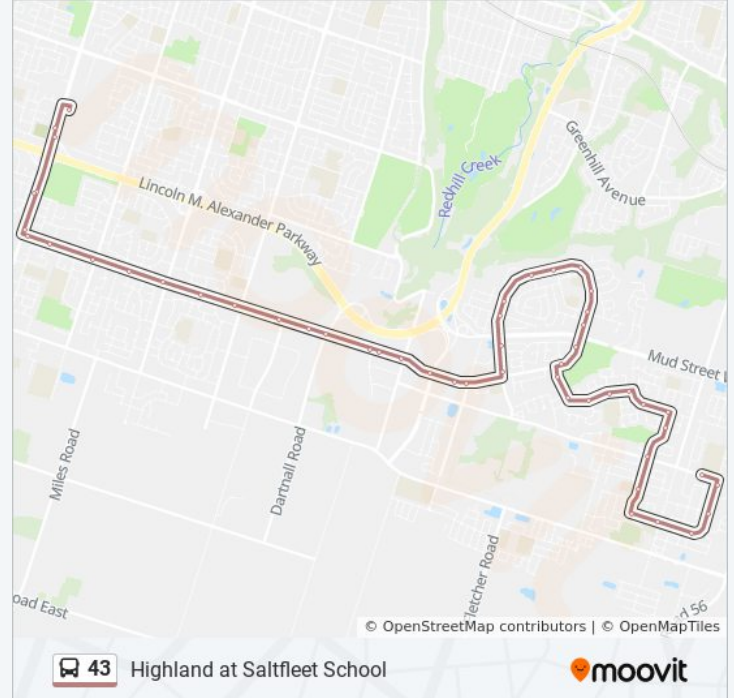 Greenhill Avenue
Redhill Creek
Lincoln M. Alexander Parkway
Mud Street
Miles Road
Dartnall Road
Fletcher Road
oad East
d 56
© OpenStreetMap contributors | © OpenMapTiles
43 Highland at Saltfleet School
moovit